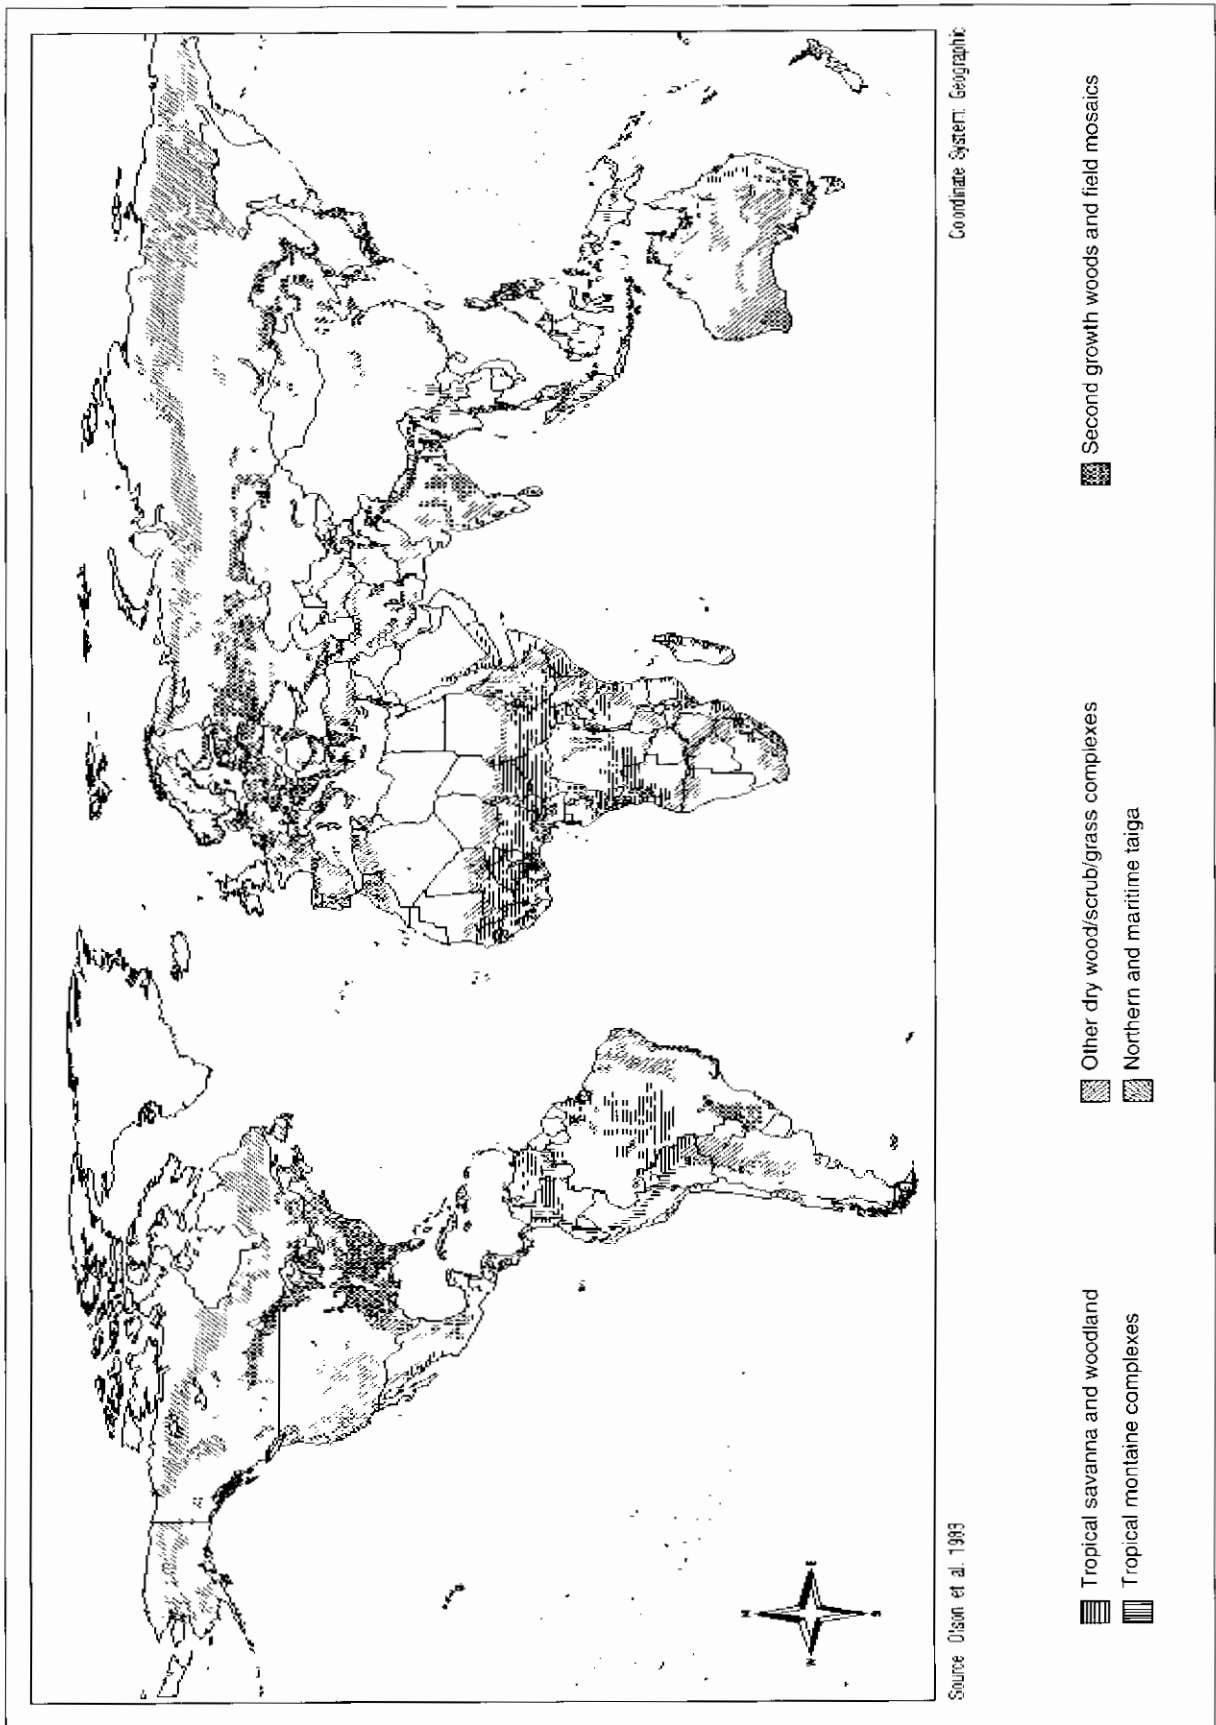 N
W
E
S
Source Olson et al. 1983
Coordinate System: Geographic
Tropical savanna and woodland
Tropical montaine complexes
Other dry wood/scrub/grass complexes
Northern and maritime taiga
Second growth woods and field mosaics